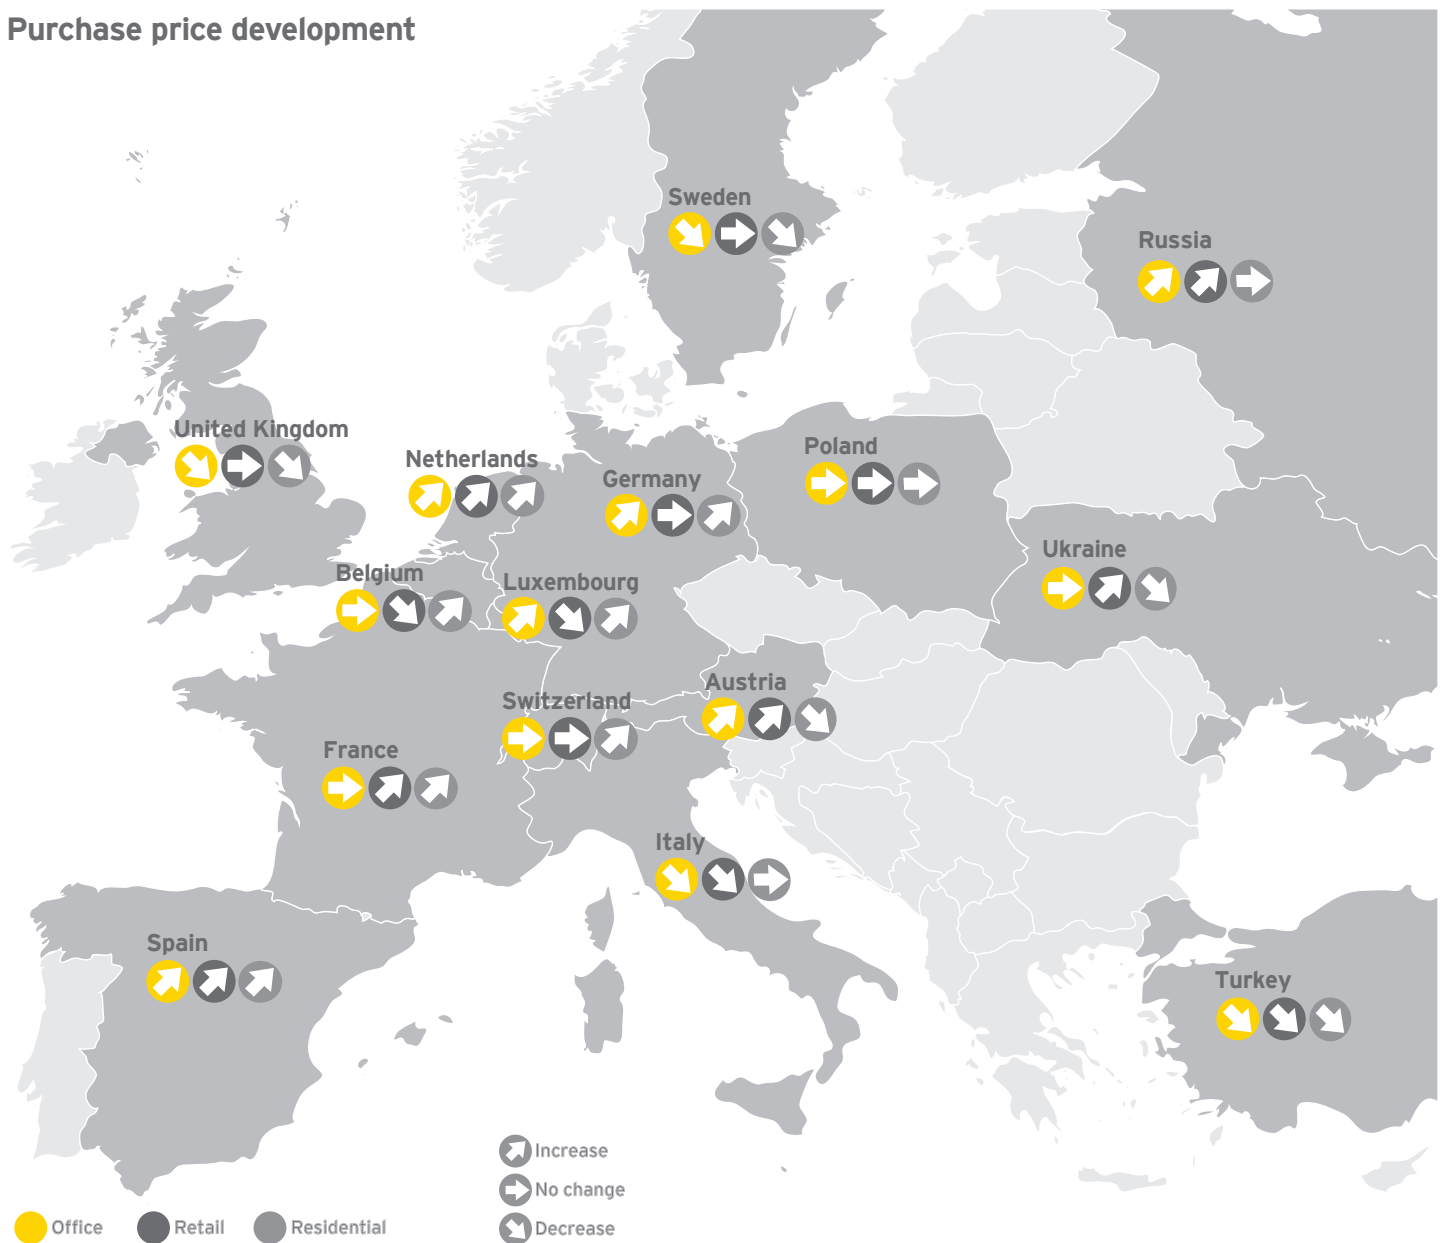 Purchase price development
Sweden
Russia
United Kingdom
Poland
Netherlands
Germany
Ukraine
Belgium
Luxembourg
Austria
Switzerland
France
Italy
Spain
Turkey
Increase
No change
Decrease
Office
Retail
Residential